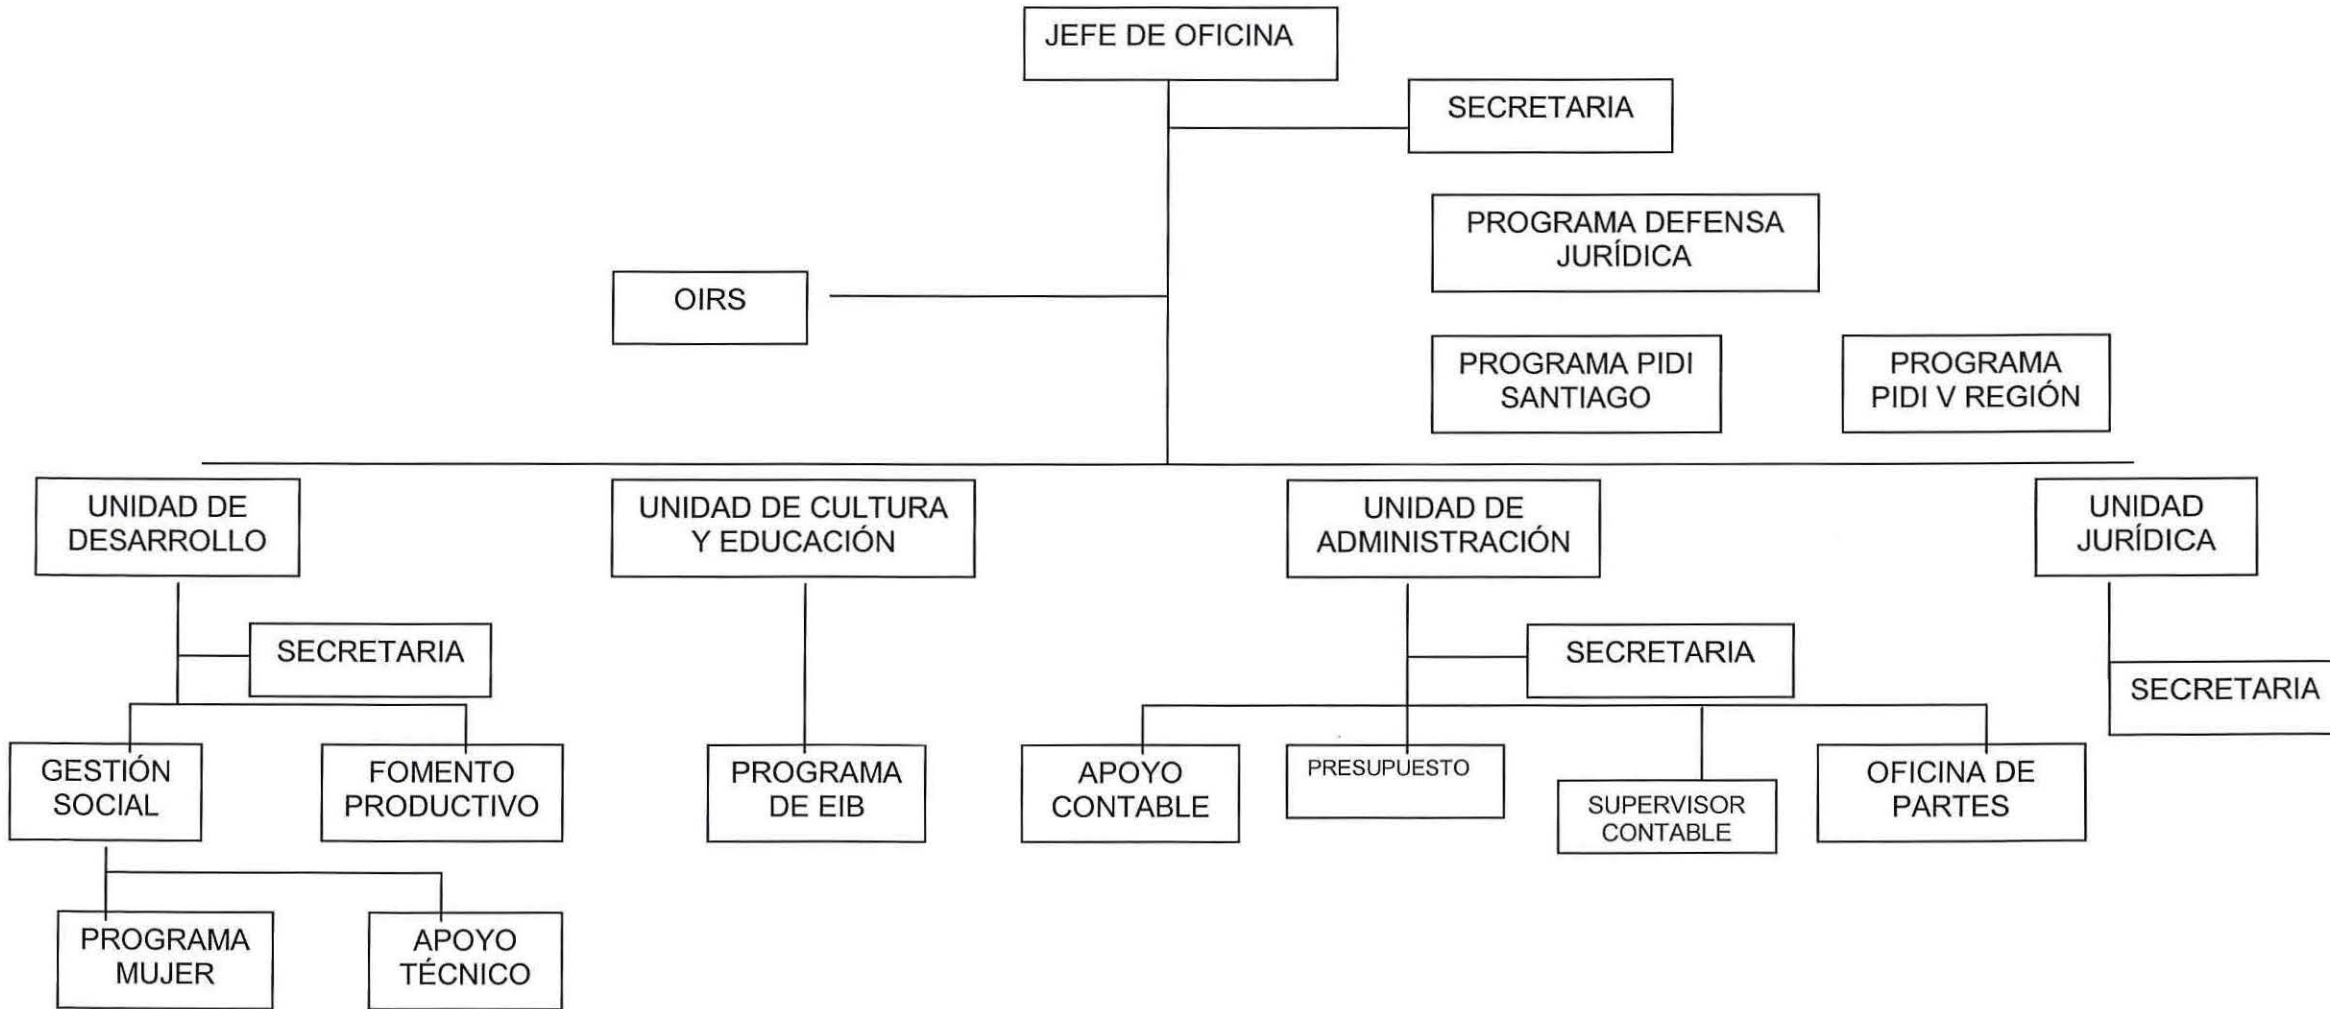 JEFE DE OFICINA
SECRETARIA
PROGRAMA DEFENSA
JURÍDICA
OIRS
PROGRAMA PIDI
SANTIAGO
PROGRAMA
PIDI V REGIÓN
UNIDAD DE
DESARROLLO
UNIDAD DE CULTURA
Y EDUCACIÓN
UNIDAD DE
ADMINISTRACIÓN
UNIDAD
JURÍDICA
SECRETARIA
SECRETARIA
SECRETARIA
GESTIÓN
SOCIAL
FOMENTO
PRODUCTIVO
PROGRAMA
DE EIB
APOYO
CONTABLE
PRESUPUESTO
SUPERVISOR
CONTABLE
OFICINA DE
PARTES
PROGRAMA
MUJER
APOYO
TÉCNICO